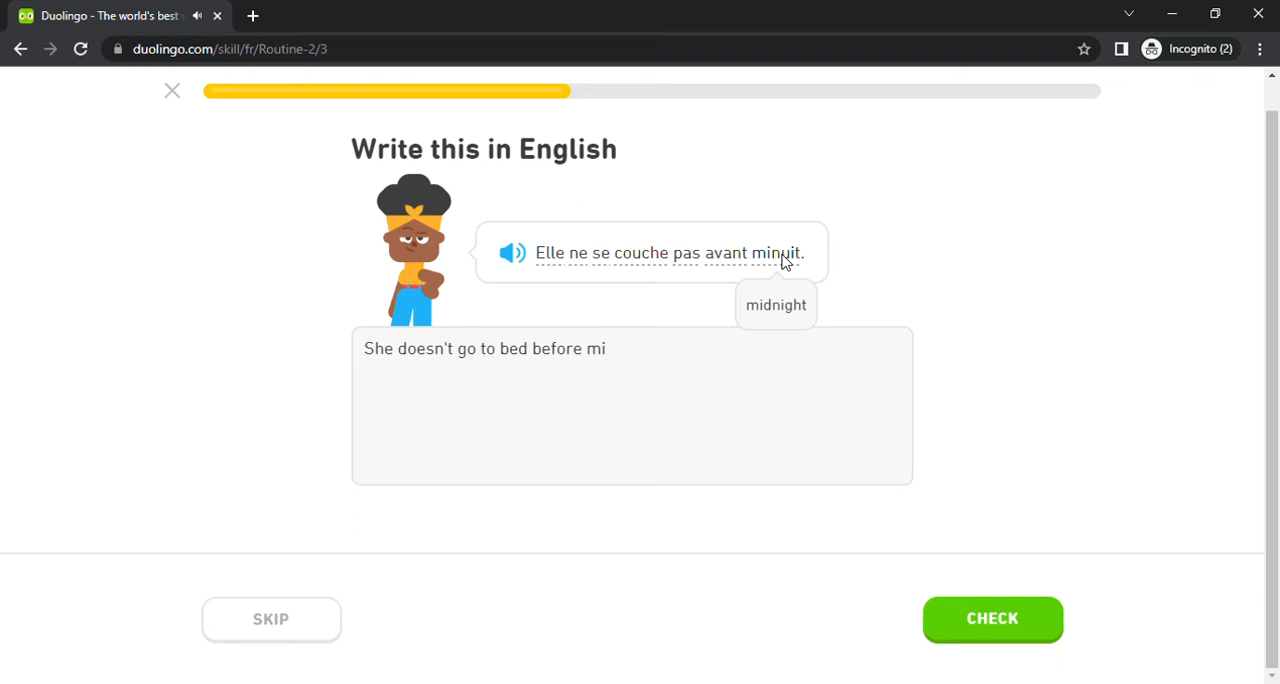 Duolingo - The world's best
duolingo.com/skill/fr/Routine-2/3
Incognito (2)
Write this in English
Elle ne se couche pas avant minuit.
midnight
She doesn't go to bed before mi
SKIP
CHECK